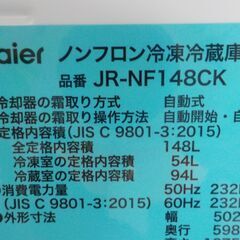 aier ノンフロン冷凍冷蔵庫
品番 JR-NF148CK
冷却器の霜取り方式 自動式
冷却器の霜取り操作方法 自動開始・自
定格内容積(JIS C 9801-3:2015)
全定格内容積 148L
冷凍室の定格内容積 54L
冷蔵室の定格内容積 94L
消費電力量 50Hz 232
IS C 9801-3:2015) 60Hz 232
●外形寸法 幅 502
奥行 598